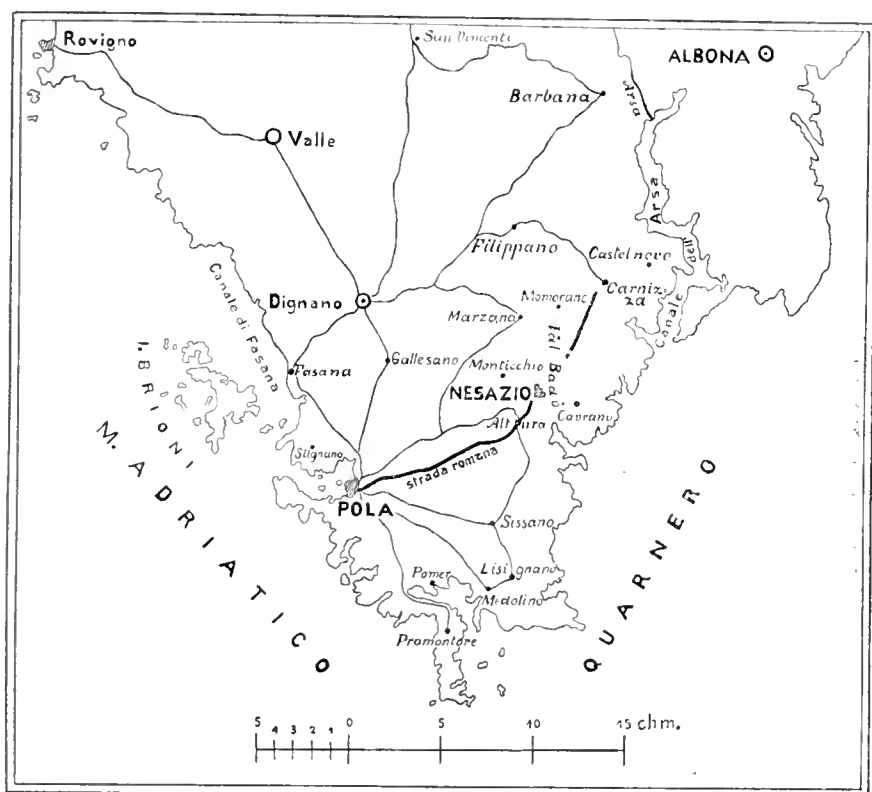 Rovigno
San Vincenti
ALBONA
Barbana
Arsa
Valle
Canale dell' Arsa
Filippano
Castelnovo
Carniz-
za
Canale di Fasana
Dignano
Momorano
Marzana
I. BRIONI
Fasana
Gallesano
Monticchio
Val Badò
NESAZIO
Cavrano
Altura
Stignano
strada romana
POLA
M. ADRIATICO
Sissano
QUARNERO
Lisignano
Pomer
Medolino
Promontore
5 4 3 2 1 0 5 10 15 chm.